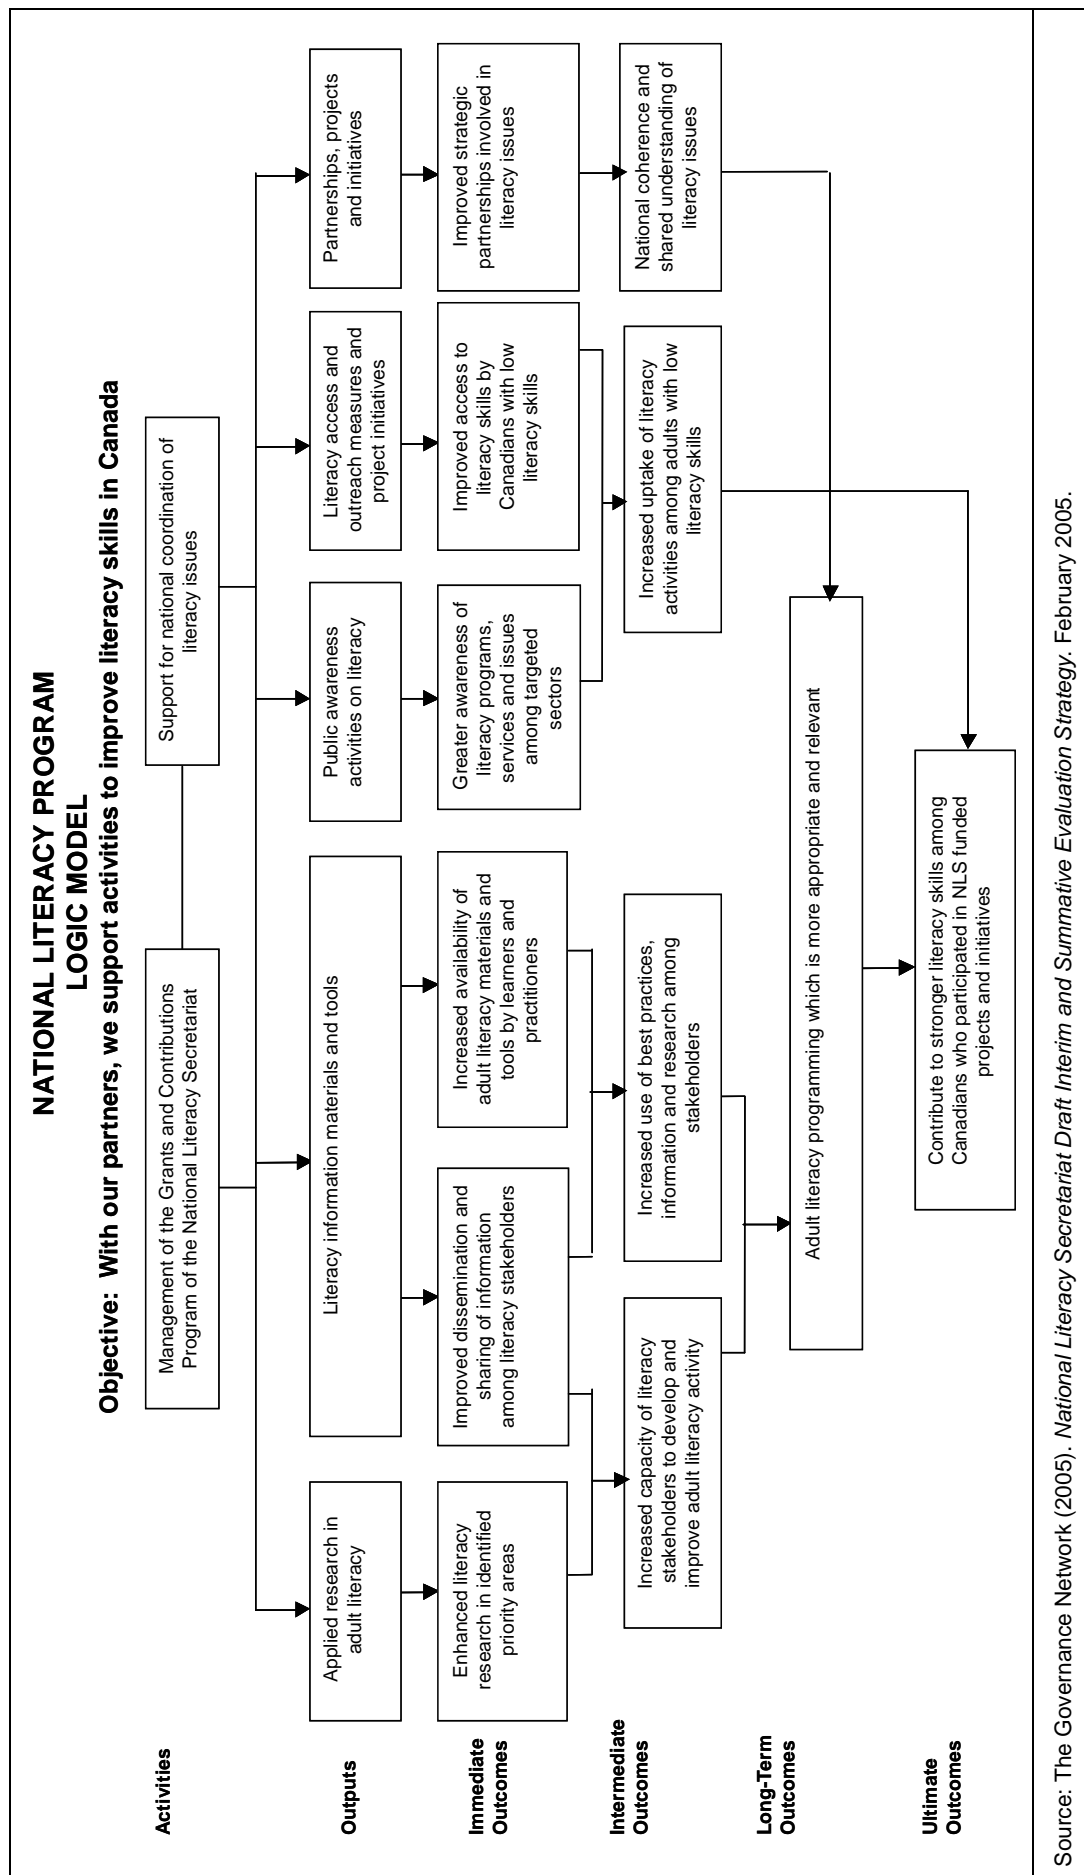 NATIONAL LITERACY PROGRAM
LOGIC MODEL
Objective: With our partners, we support activities to improve literacy skills in Canada
Activities
Management of the Grants and Contributions
Program of the National Literacy Secretariat
Support for national coordination of
literacy issues
Outputs
Applied research in
adult literacy
Literacy information materials and tools
Public awareness
activities on literacy
Literacy access and
outreach measures and
project initiatives
Partnerships, projects
and initiatives
Immediate
Outcomes
Enhanced literacy
research in identified
priority areas
Improved dissemination and
sharing of information
among literacy stakeholders
Increased availability of
adult literacy materials and
tools by learners and
practitioners
Greater awareness of
literacy programs,
services and issues
among targeted
sectors
Improved access to
literacy skills by
Canadians with low
literacy skills
Improved strategic
partnerships involved in
literacy issues
Intermediate
Outcomes
Increased capacity of literacy
stakeholders to develop and
improve adult literacy activity
Increased use of best practices,
information and research among
stakeholders
Increased uptake of literacy
activities among adults with low
literacy skills
National coherence and
shared understanding of
literacy issues
Long-Term
Outcomes
Adult literacy programming which is more appropriate and relevant
Ultimate
Outcomes
Contribute to stronger literacy skills among
Canadians who participated in NLS funded
projects and initiatives
Source: The Governance Network (2005). National Literacy Secretariat Draft Interim and Summative Evaluation Strategy. February 2005.